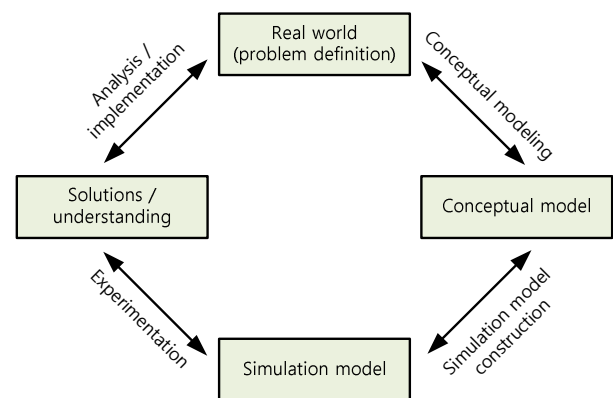 Real world
(problem definition)
Analysis /
implementation
Conceptual modeling
Solutions /
understanding
Conceptual model
Experimentation
Simulation model
construction
Simulation model